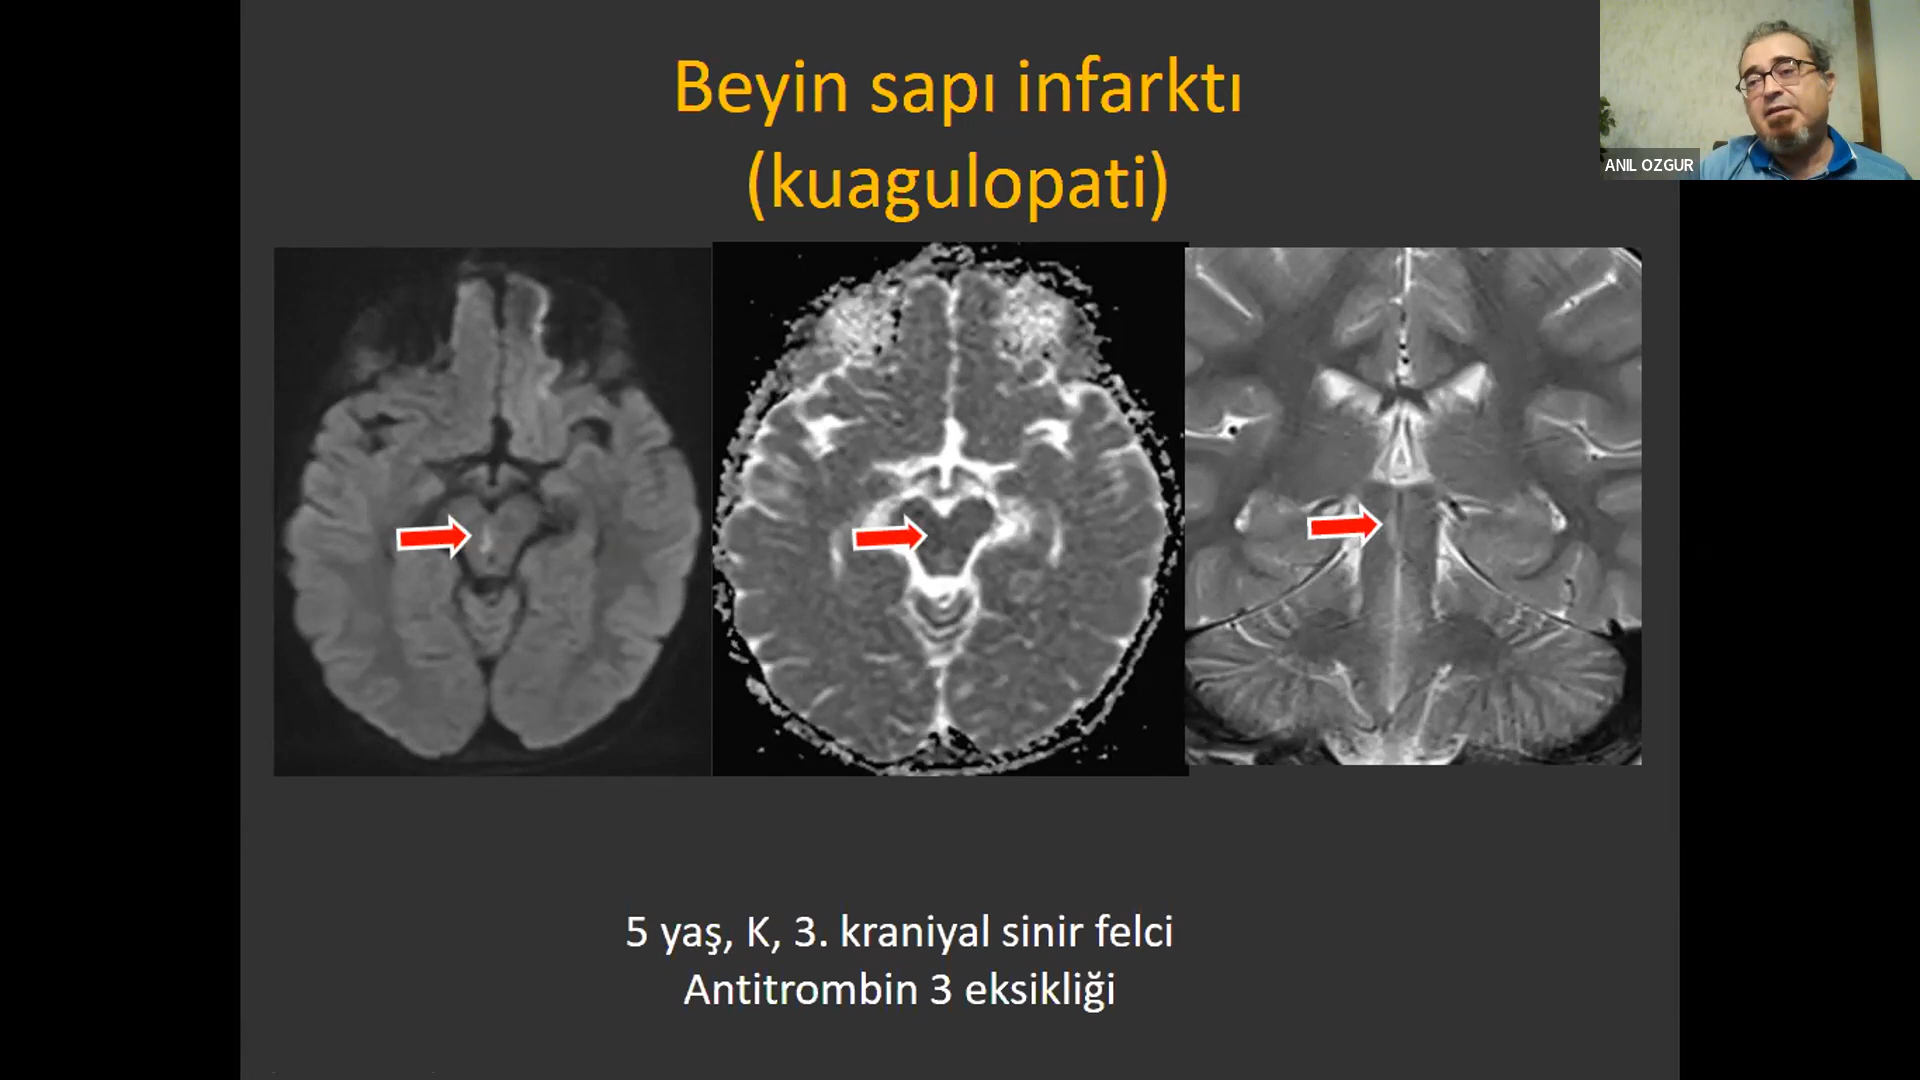 Beyin sapı infarktı
(kuagulopati)
ANIL OZGUR
5 yaş, K, 3. kraniyal sinir felci
Antitrombin 3 eksikliği